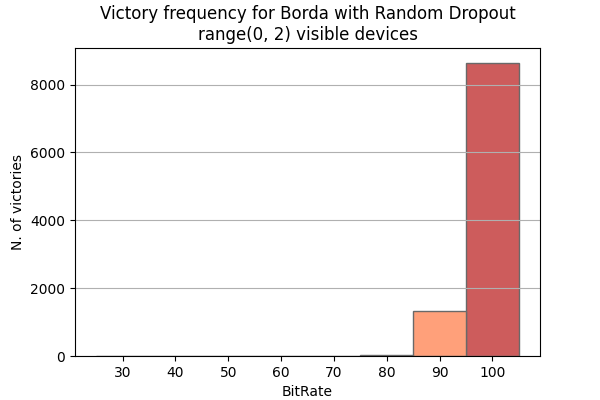 Victory frequency for Borda with Random Dropout
range(0, 2) visible devices
N. of victories
8000
6000
4000
2000
0
30 40 50 60 70 80 90 100
BitRate